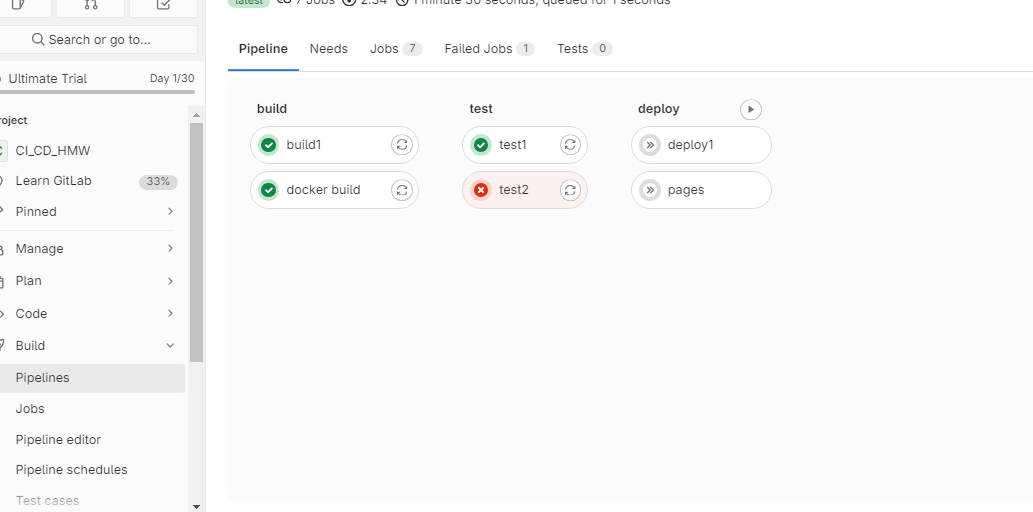 latest 7 Jobs 2.54 1 minute 30 seconds, queued for 1 seconds
Search or go to...
Pipeline Needs Jobs 7 Failed Jobs 1 Tests 0
Ultimate Trial Day 1/30
roject
CI_CD_HMW
Learn GitLab 33%
Pinned
Manage
Plan
Code
Build
Pipelines
Jobs
Pipeline editor
Pipeline schedules
Test cases
build
build1
docker build
test
test1
test2
deploy
deploy1
pages